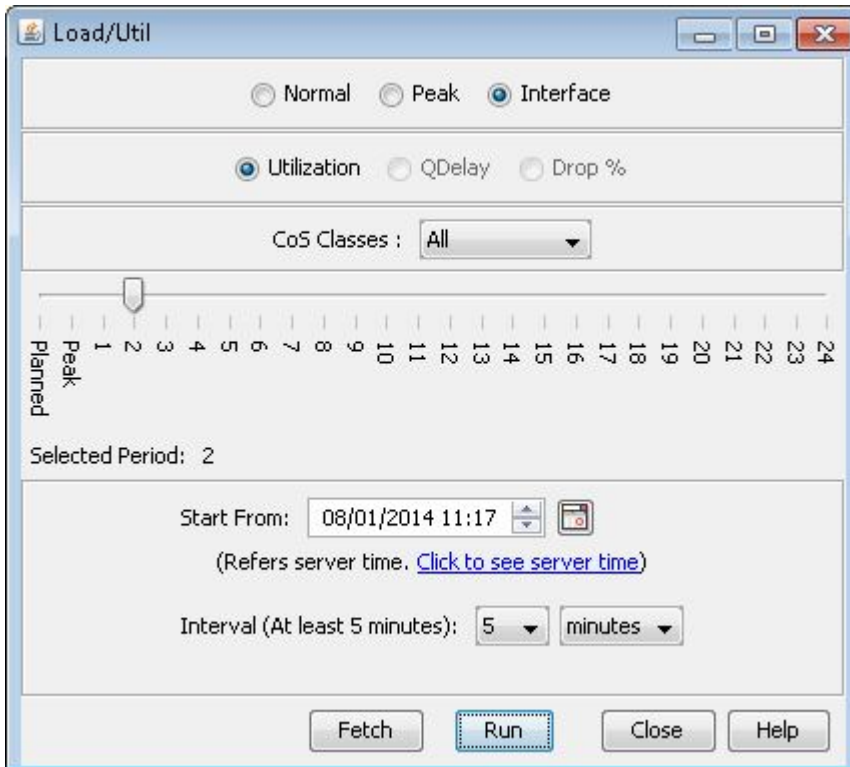 Load/Util
Normal Peak Interface
Utilization QDelay Drop %
CoS Classes : All
Planned Peak 1 2 3 4 5 6 7 8 9 10 11 12 13 14 15 16 17 18 19 20 21 22 23 24
Selected Period: 2
Start From: 08/01/2014 11:17
(Refers server time. Click to see server time)
Interval (At least 5 minutes): 5 minutes
Fetch Run Close Help